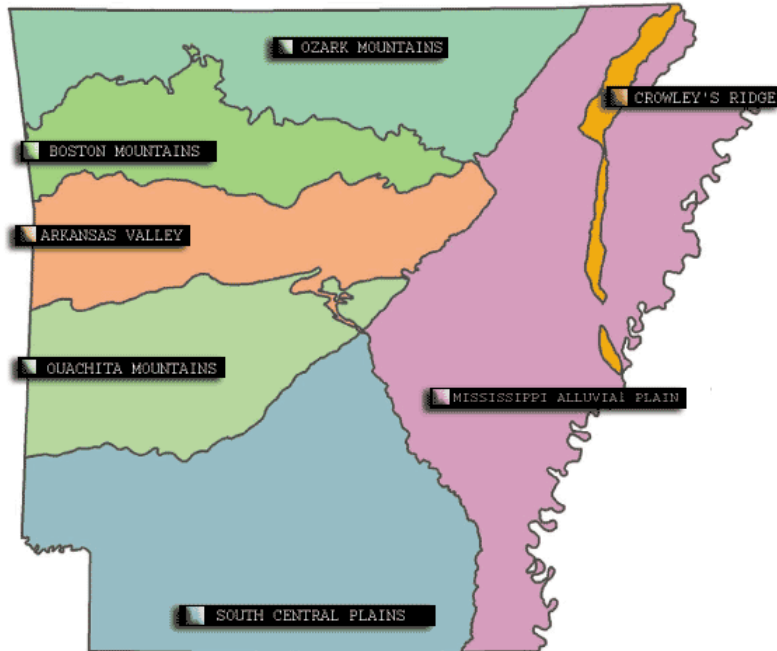 OZARK MOUNTAINS
CROWLEY'S RIDGE
BOSTON MOUNTAINS
ARKANSAS VALLEY
OUACHITA MOUNTAINS
MISSISSIPPI ALLUVIAl PLAIN
SOUTH CENTRAL PLAINS